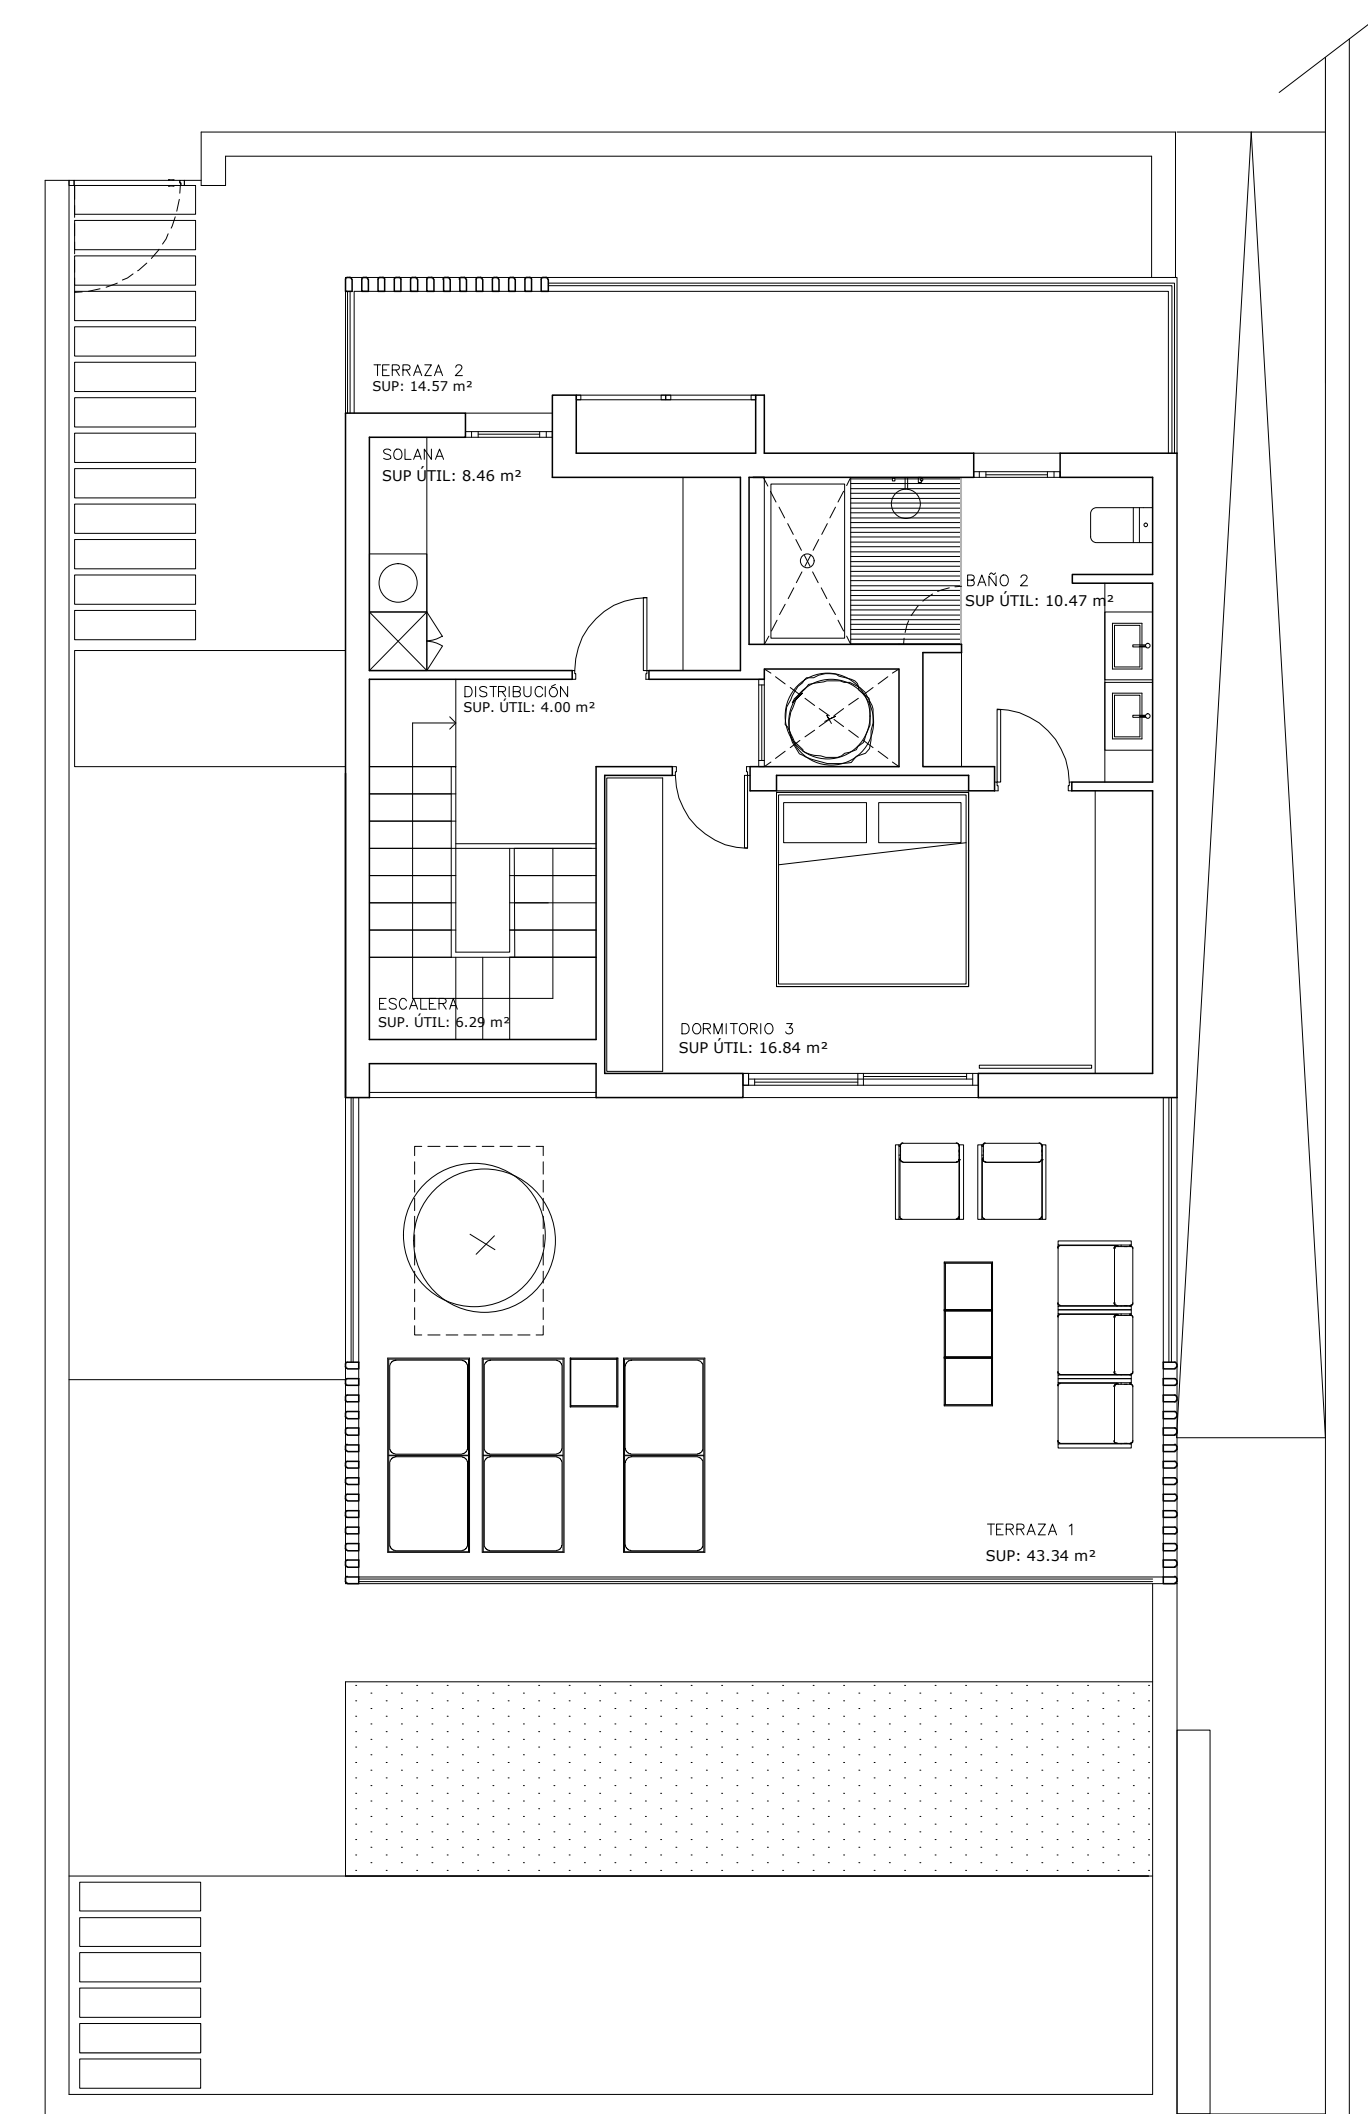 TERRAZA 2
SUP: 14.57 m²
SOLANA
SUP ÚTIL: 8.46 m²
BAÑO 2
SUP ÚTIL: 10.47 m²
DISTRIBUCIÓN
SUP. ÚTIL: 4.00 m²
ESCALERA
SUP. ÚTIL: 6.29 m²
DORMITORIO 3
SUP ÚTIL: 16.84 m²
TERRAZA 1
SUP: 43.34 m²